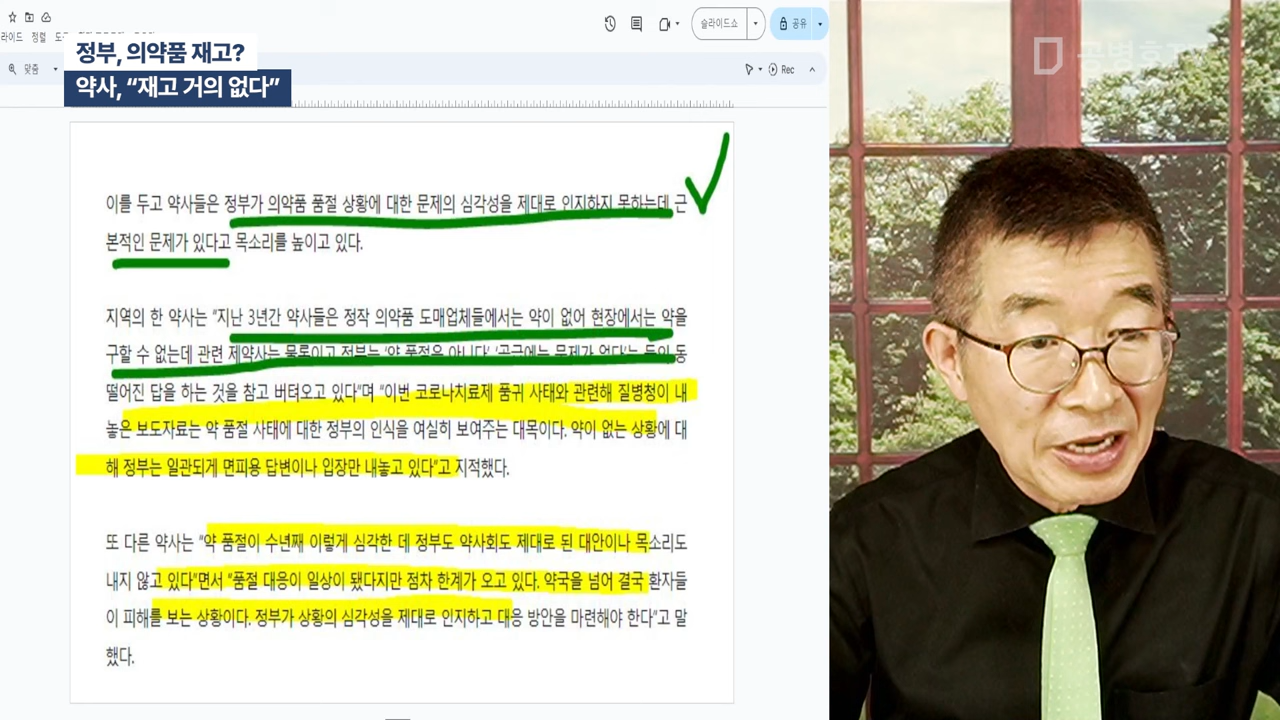 라이드 정렬
정부, 의약품 재고?
약사, “재고 거의 없다”
맞춤
슬라이드쇼
공유
Rec
공병호
이를 두고 약사들은 정부가 의약품 품절 상황에 대한 문제의 심각성을 제대로 인지하지 못하는데 근
본적인 문제가 있다고 목소리를 높이고 있다.
지역의 한 약사는 “지난 3년간 약사들은 정작 의약품 도매업체들에서는 약이 없어 현장에서는 약을
구할 수 없는데 관련 제약사는 물론이고 정부는 ‘약 품절은 아니다’ ‘공급에는 문제가 없다’는 등의 동
떨어진 답을 하는 것을 참고 버텨오고 있다”며 “이번 코로나치료제 품귀 사태와 관련해 질병청이 내
놓은 보도자료는 약 품절 사태에 대한 정부의 인식을 여실히 보여주는 대목이다. 약이 없는 상황에 대
해 정부는 일관되게 면피용 답변이나 입장만 내놓고 있다”고 지적했다.
또 다른 약사는 “약 품절이 수년째 이렇게 심각한 데 정부도 약사회도 제대로 된 대안이나 목소리도
내지 않고 있다”면서 “품절 대응이 일상이 됐다지만 점차 한계가 오고 있다. 약국을 넘어 결국 환자들
이 피해를 보는 상황이다. 정부가 상황의 심각성을 제대로 인지하고 대응 방안을 마련해야 한다”고 말
했다.